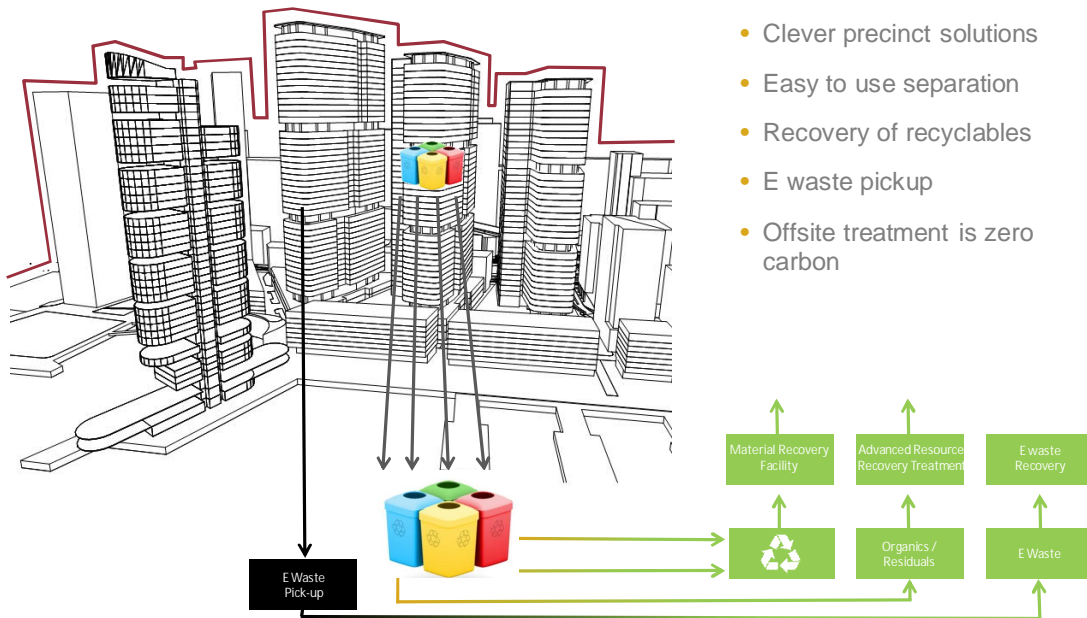 • Clever precinct solutions
• Easy to use separation
• Recovery of recyclables
• E waste pickup
• Offsite treatment is zero
carbon
Material Recovery
Facility
Advanced Resource
Recovery Treatment
E waste
Recovery
Organics /
Residuals
E Waste
E Waste
Pick-up